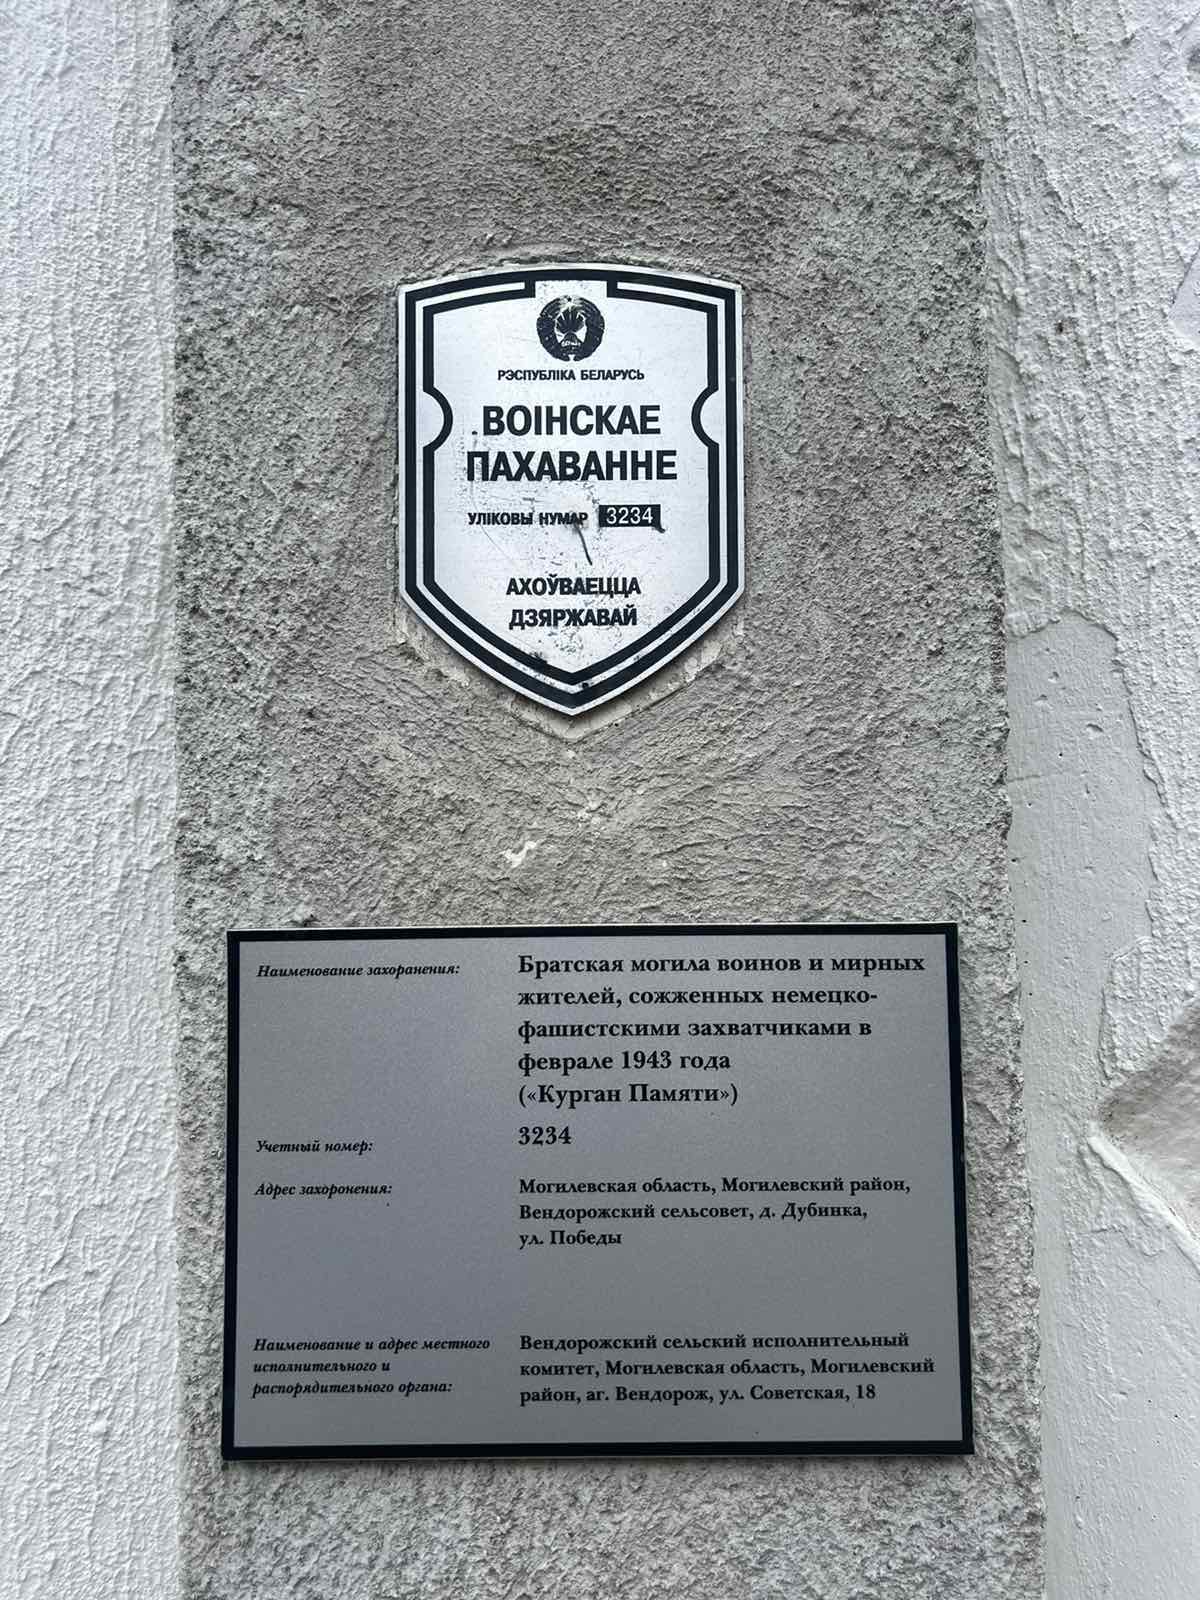 РЭСПУБЛІКА БЕЛАРУСЬ
ВОІНСКАЕ
ПАХАВАННЕ
УЛІКОВЫ НУМАР 3234
АХОЎВАЕЦЦА
ДЗЯРЖАВАЙ
Наименование захоранения:
Братская могила воинов и мирных
жителей, сожженных немецко-
фашистскими захватчиками в
феврале 1943 года
(«Курган Памяти»)
Учетный номер:
3234
Адрес захоронения:
Могилевская область, Могилевский район,
Вендорожский сельсовет, д. Дубинка,
ул. Победы
Наименование и адрес местного
исполнительного и
распорядительного органа:
Вендорожский сельский исполнительный
комитет, Могилевская область, Могилевский
район, аг. Вендорож, ул. Советская, 18